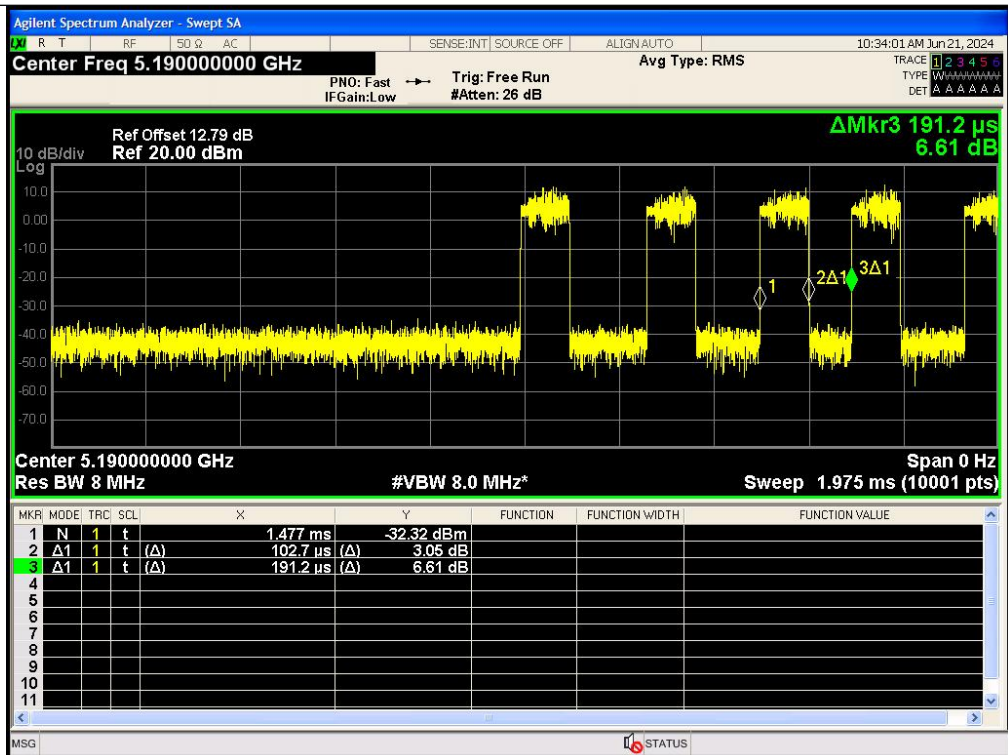 Agilent Spectrum Analyzer - Swept SA
LXI R T RF 50 Ω AC SENSE:INT SOURCE OFF ALIGN AUTO 10:34:01 AM Jun 21, 2024
Center Freq 5.190000000 GHz Avg Type: RMS TRACE 1 2 3 4 5 6
PNO: Fast Trig: Free Run TYPE W
IFGain:Low #Atten: 26 dB DET A A A A A A
ΔMkr3 191.2 µs
6.61 dB
Ref Offset 12.79 dB
10 dB/div Ref 20.00 dBm
Log
10.0
0.00
-10.0
-20.0
-30.0
-40.0
-50.0
-60.0
-70.0
1
2Δ1
3Δ1
Center 5.190000000 GHz Span 0 Hz
Res BW 8 MHz #VBW 8.0 MHz* Sweep 1.975 ms (10001 pts)
MKR MODE TRC SCL X Y FUNCTION FUNCTION WIDTH FUNCTION VALUE
1 N 1 t 1.477 ms -32.32 dBm
2 Δ1 1 t (Δ) 102.7 µs (Δ) 3.05 dB
3 Δ1 1 t (Δ) 191.2 µs (Δ) 6.61 dB
4
5
6
7
8
9
10
11
MSG STATUS